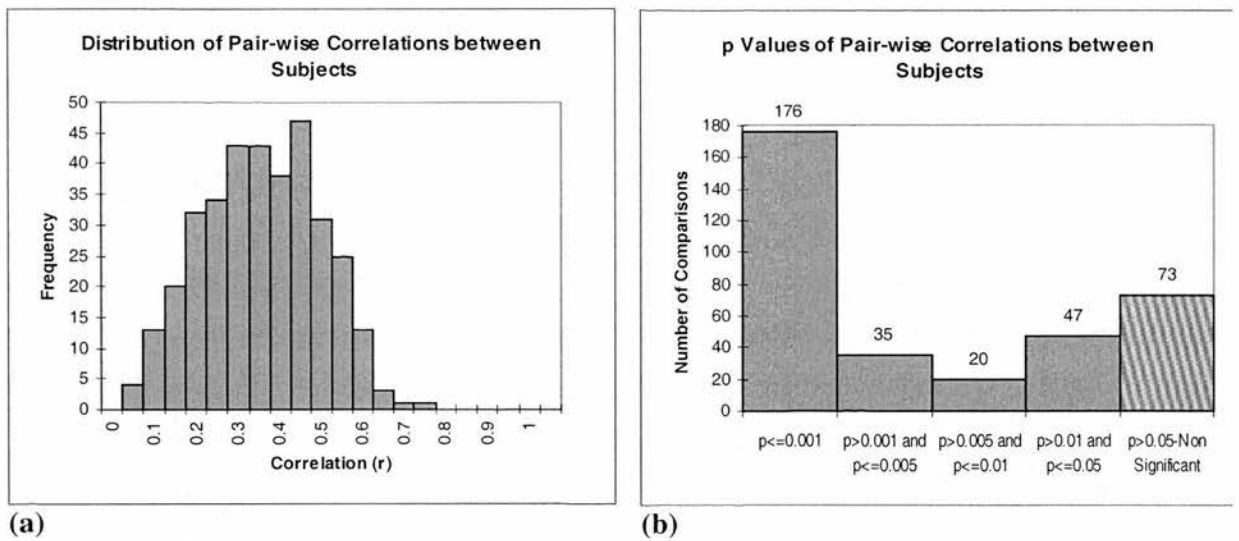 Distribution of Pair-wise Correlations between
Subjects
50
45
40
35
30
25
20
15
10
5
0
Frequency
0
0.1
0.2
0.3
0.4
0.5
0.6
0.7
0.8
0.9
1
Correlation (r)
(a)
p Values of Pair-wise Correlations between
Subjects
180
160
140
120
100
80
60
40
20
0
Number of Comparisons
176
35
20
47
73
p<=0.001
p>0.001 and
p<=0.005
p>0.005 and
p<=0.01
p>0.01 and
p<=0.05
p>0.05-Non
Significant
(b)